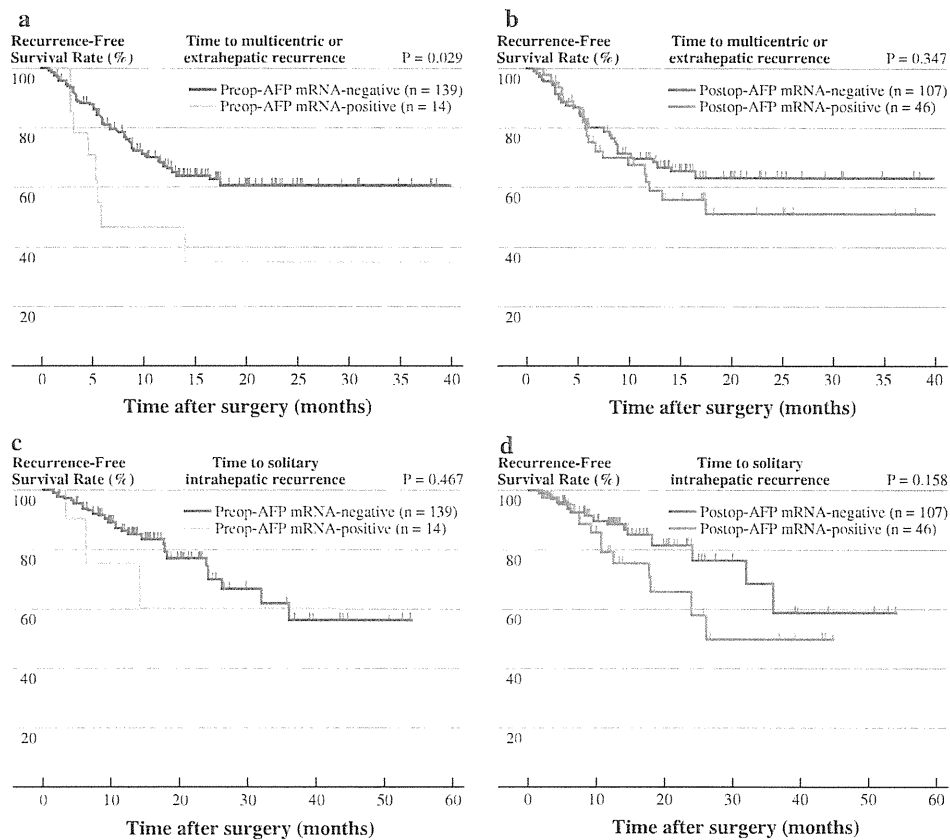 a
Recurrence-Free Survival Rate (%)
Time to multicentric or extrahepatic recurrence
P = 0.029
Preop-AFP mRNA-negative (n = 139)
Preop-AFP mRNA-positive (n = 14)
100
80
60
40
20
0 5 10 15 20 25 30 35 40
Time after surgery (months)
b
Recurrence-Free Survival Rate (%)
Time to multicentric or extrahepatic recurrence
P = 0.347
Postop-AFP mRNA-negative (n = 107)
Postop-AFP mRNA-positive (n = 46)
100
80
60
40
20
0 5 10 15 20 25 30 35 40
Time after surgery (months)
c
Recurrence-Free Survival Rate (%)
Time to solitary intrahepatic recurrence
P = 0.467
Preop-AFP mRNA-negative (n = 139)
Preop-AFP mRNA-positive (n = 14)
100
80
60
40
20
0 10 20 30 40 50 60
Time after surgery (months)
d
Recurrence-Free Survival Rate (%)
Time to solitary intrahepatic recurrence
P = 0.158
Postop-AFP mRNA-negative (n = 107)
Postop-AFP mRNA-positive (n = 46)
100
80
60
40
20
0 10 20 30 40 50 60
Time after surgery (months)